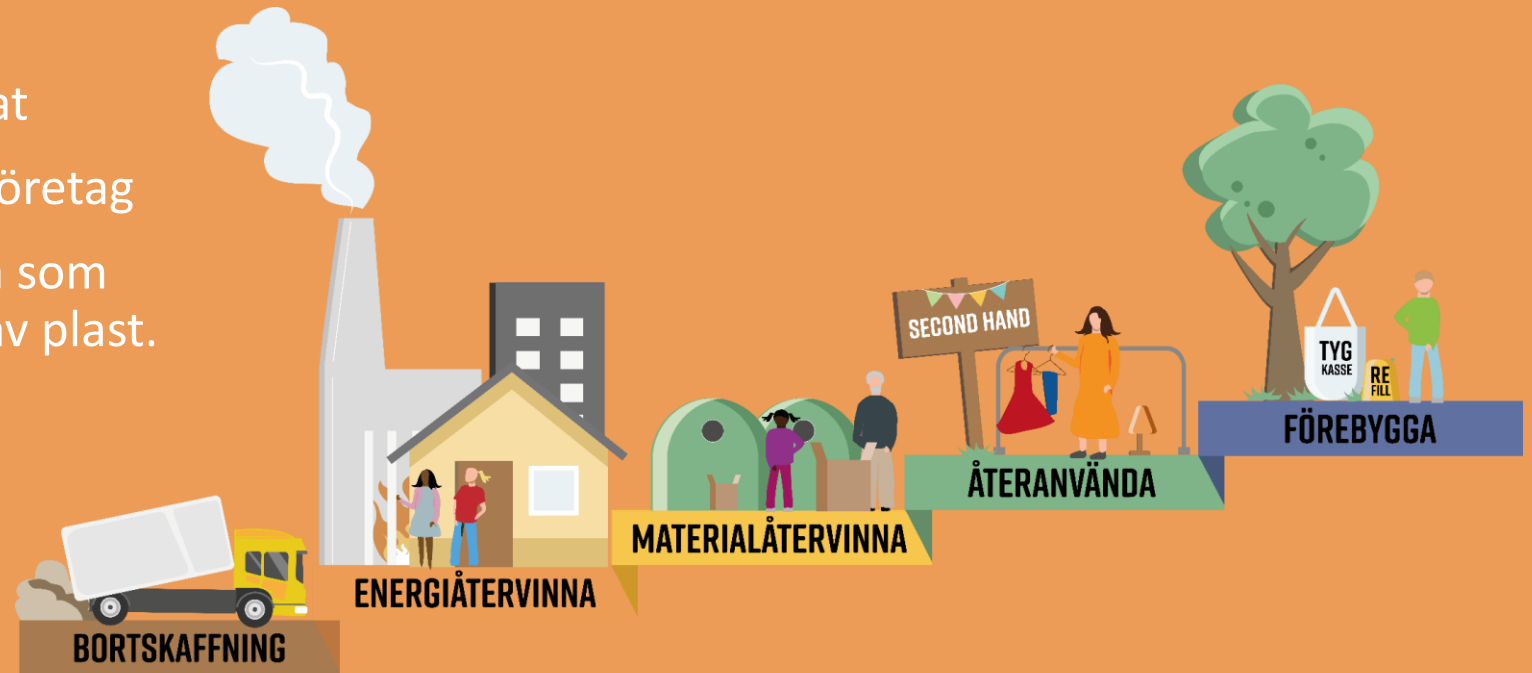 at
öretag
som
av plast.
SECOND HAND
TYG
KASSE
RE
FILL
FÖREBYGGA
ÅTERANVÄNDA
MATERIALÅTERVINNA
ENERGIÅTERVINNA
BORTSKAFFNING